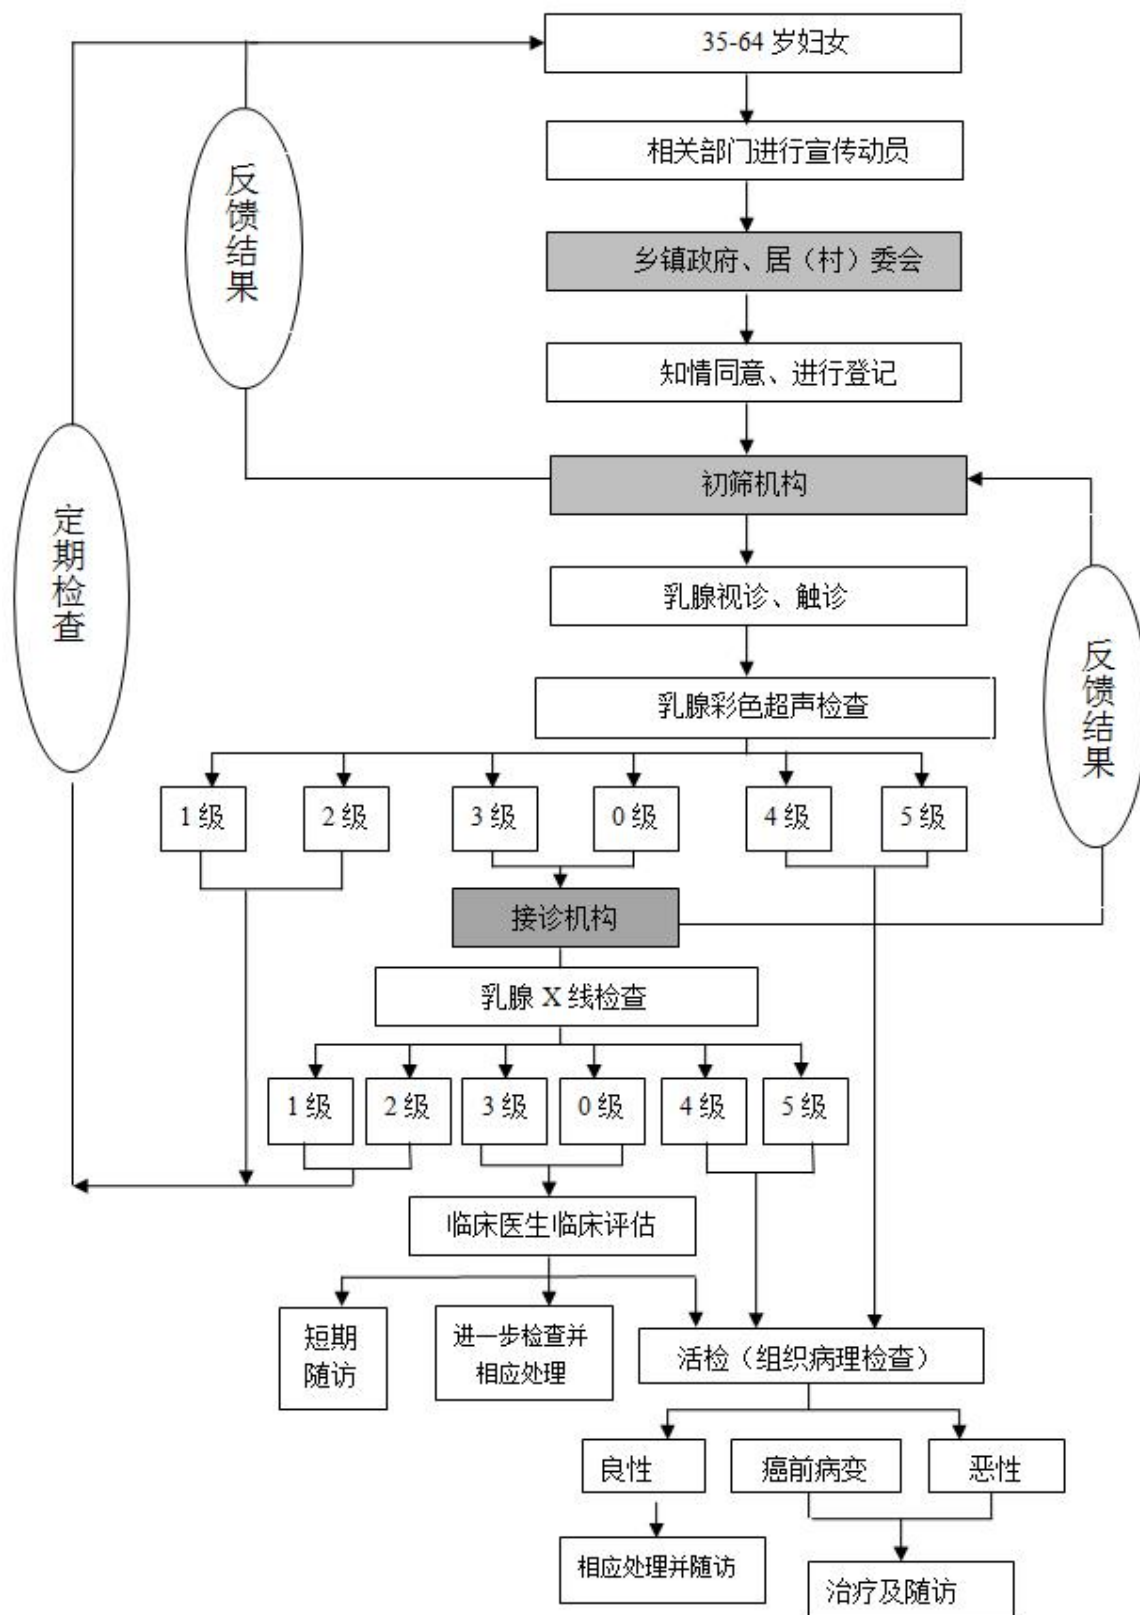 35-64 岁妇女
相关部门进行宣传动员
反馈结果
乡镇政府、居（村）委会
知情同意、进行登记
初筛机构
定期检查
乳腺视诊、触诊
反馈结果
乳腺彩色超声检查
1 级
2 级
3 级
0 级
4 级
5 级
接诊机构
乳腺 X 线检查
1 级
2 级
3 级
0 级
4 级
5 级
临床医生临床评估
短期
随访
进一步检查并
相应处理
活检（组织病理检查）
良性
癌前病变
恶性
相应处理并随访
治疗及随访